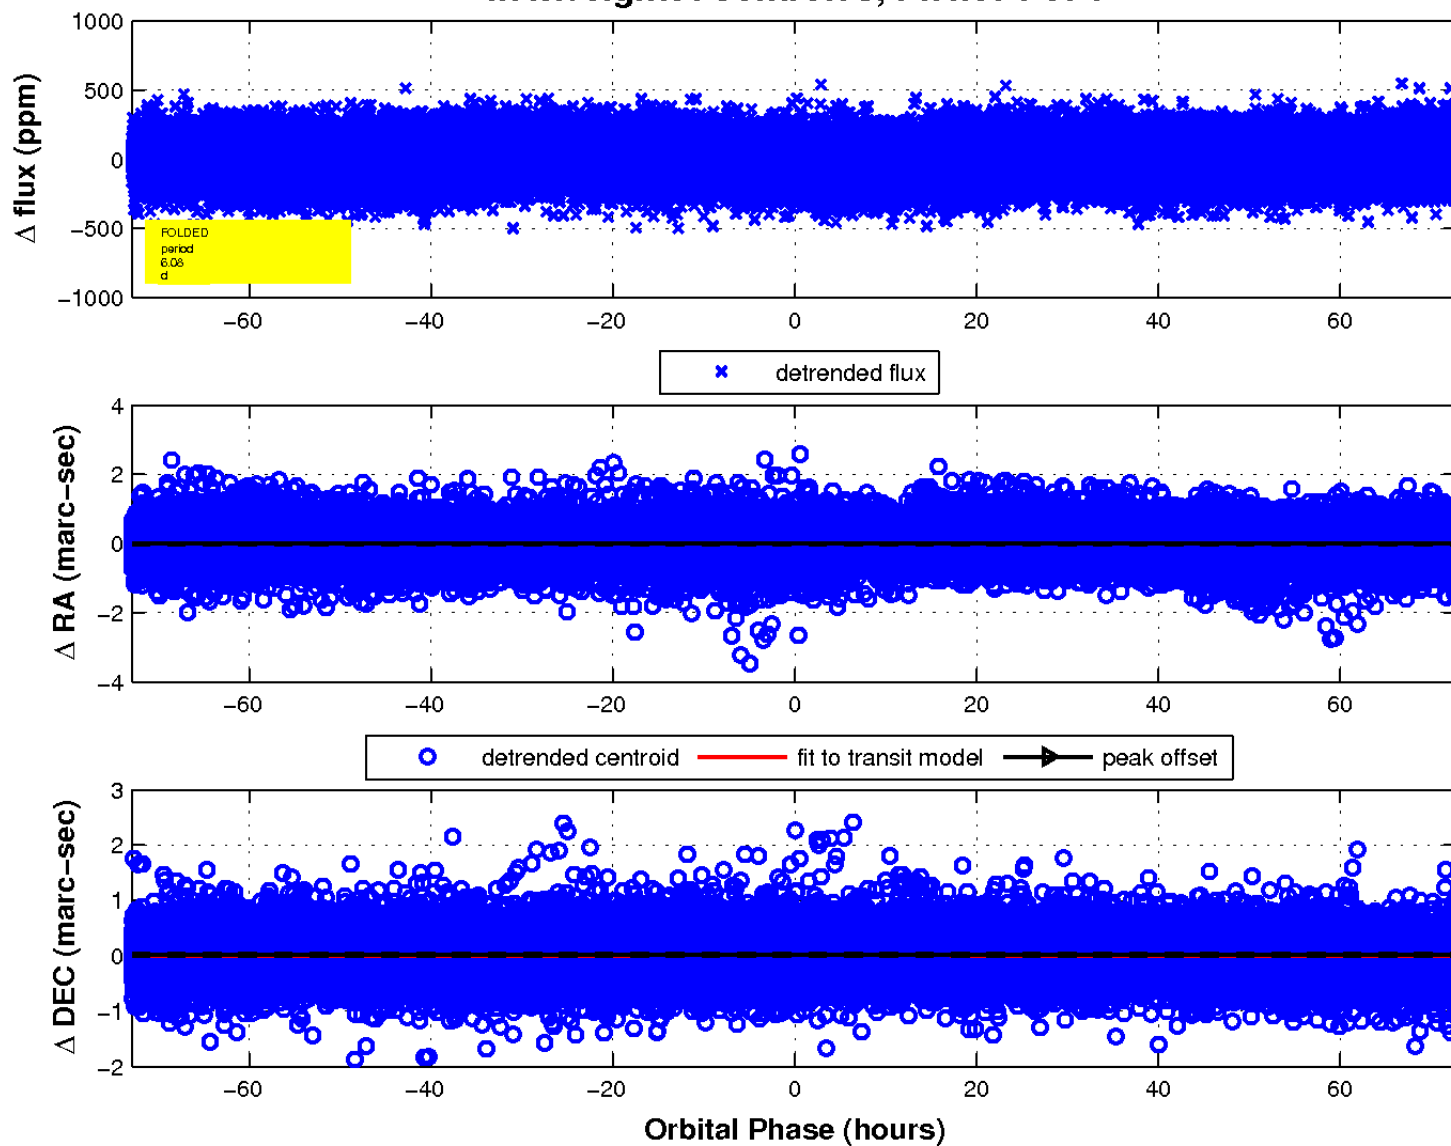 1000
500
0
−500
−1000
Δ flux (ppm)
FOLDED
period
6.06
d
−60 −40 −20 0 20 40 60
detrended flux
4
2
0
−2
−4
Δ RA (marc−sec)
−60 −40 −20 0 20 40 60
detrended centroid fit to transit model peak offset
3
2
1
0
−1
−2
Δ DEC (marc−sec)
−60 −40 −20 0 20 40 60
Orbital Phase (hours)